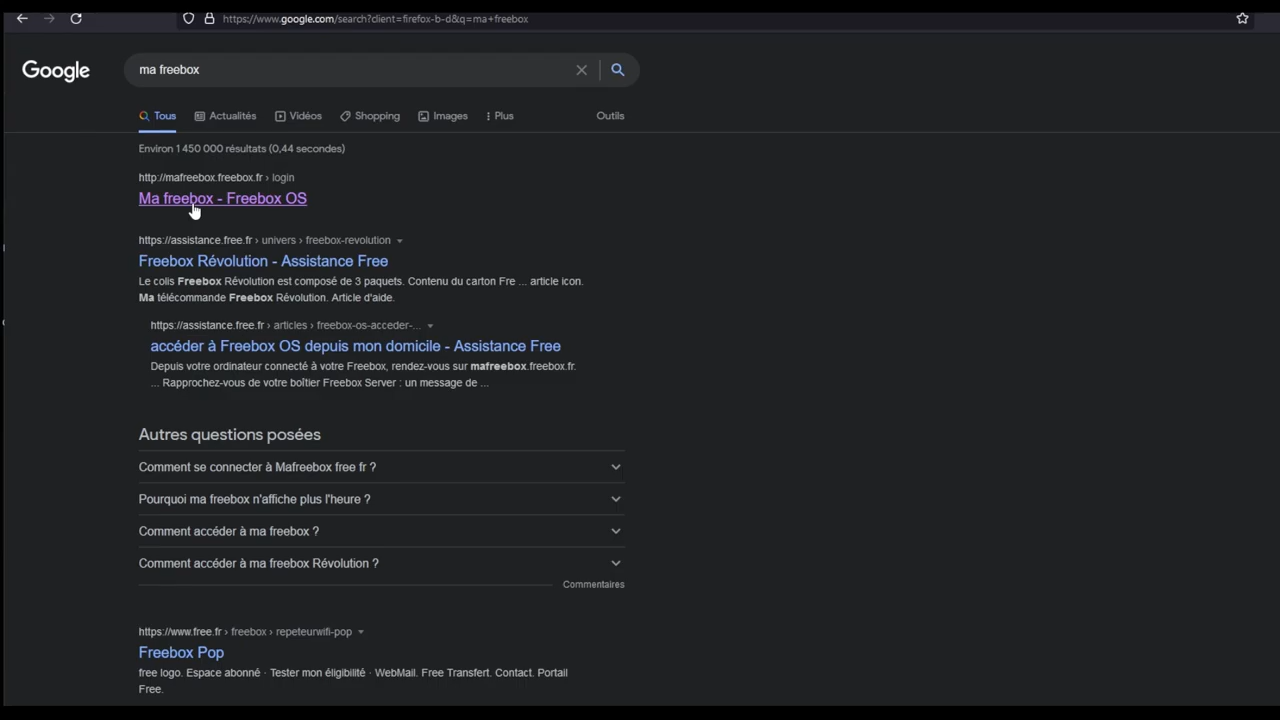 https://www.google.com/search?client=firefox-b-d&q=ma+freebox
Google
ma freebox
Tous Actualités Vidéos Shopping Images Plus Outils
Environ 1 450 000 résultats (0,44 secondes)
http://mafreebox.freebox.fr › login
Ma freebox - Freebox OS
https://assistance.free.fr › univers › freebox-revolution
Freebox Révolution - Assistance Free
Le colis Freebox Révolution est composé de 3 paquets. Contenu du carton Fre ... article icon.
Ma télécommande Freebox Révolution. Article d'aide.
https://assistance.free.fr › articles › freebox-os-acceder-...
accéder à Freebox OS depuis mon domicile - Assistance Free
Depuis votre ordinateur connecté à votre Freebox, rendez-vous sur mafreebox.freebox.fr.
... Rapprochez-vous de votre boîtier Freebox Server : un message de ...
Autres questions posées
Comment se connecter à Mafreebox free fr ?
Pourquoi ma freebox n'affiche plus l'heure ?
Comment accéder à ma freebox ?
Comment accéder à ma freebox Révolution ?
Commentaires
https://www.free.fr › freebox › repeteurwifi-pop
Freebox Pop
free logo. Espace abonné · Tester mon éligibilité · WebMail. Free Transfert. Contact. Portail
Free.